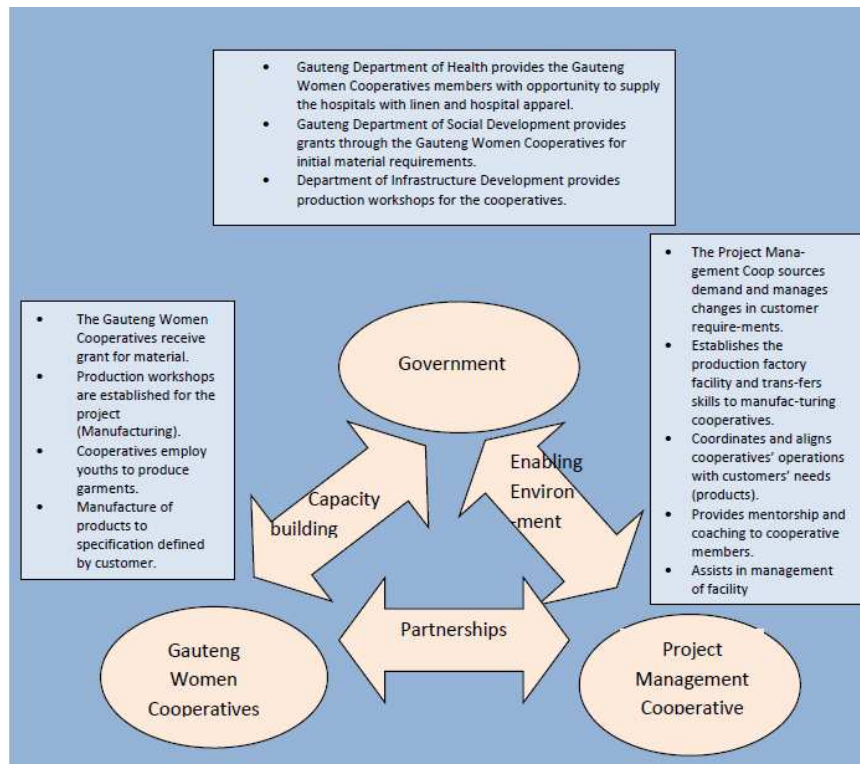 • Gauteng Department of Health provides the Gauteng
Women Cooperatives members with opportunity to supply
the hospitals with linen and hospital apparel.
• Gauteng Department of Social Development provides
grants through the Gauteng Women Cooperatives for
initial material requirements.
• Department of Infrastructure Development provides
production workshops for the cooperatives.
• The Gauteng Women
Cooperatives receive
grant for material.
• Production workshops
are established for the
project
(Manufacturing).
• Cooperatives employ
youths to produce
garments.
• Manufacture of
products to
specification defined
by customer.
• The Project Mana-
gement Coop sources
demand and manages
changes in customer
require-ments.
• Establishes the
production factory
facility and trans-fers
skills to manufac-turing
cooperatives.
• Coordinates and aligns
cooperatives' operations
with customers' needs
(products).
• Provides mentorship and
coaching to cooperative
members.
• Assists in management
of facility
Government
Capacity
building
Enabling
Environ
-ment
Partnerships
Gauteng
Women
Cooperatives
Project
Management
Cooperative